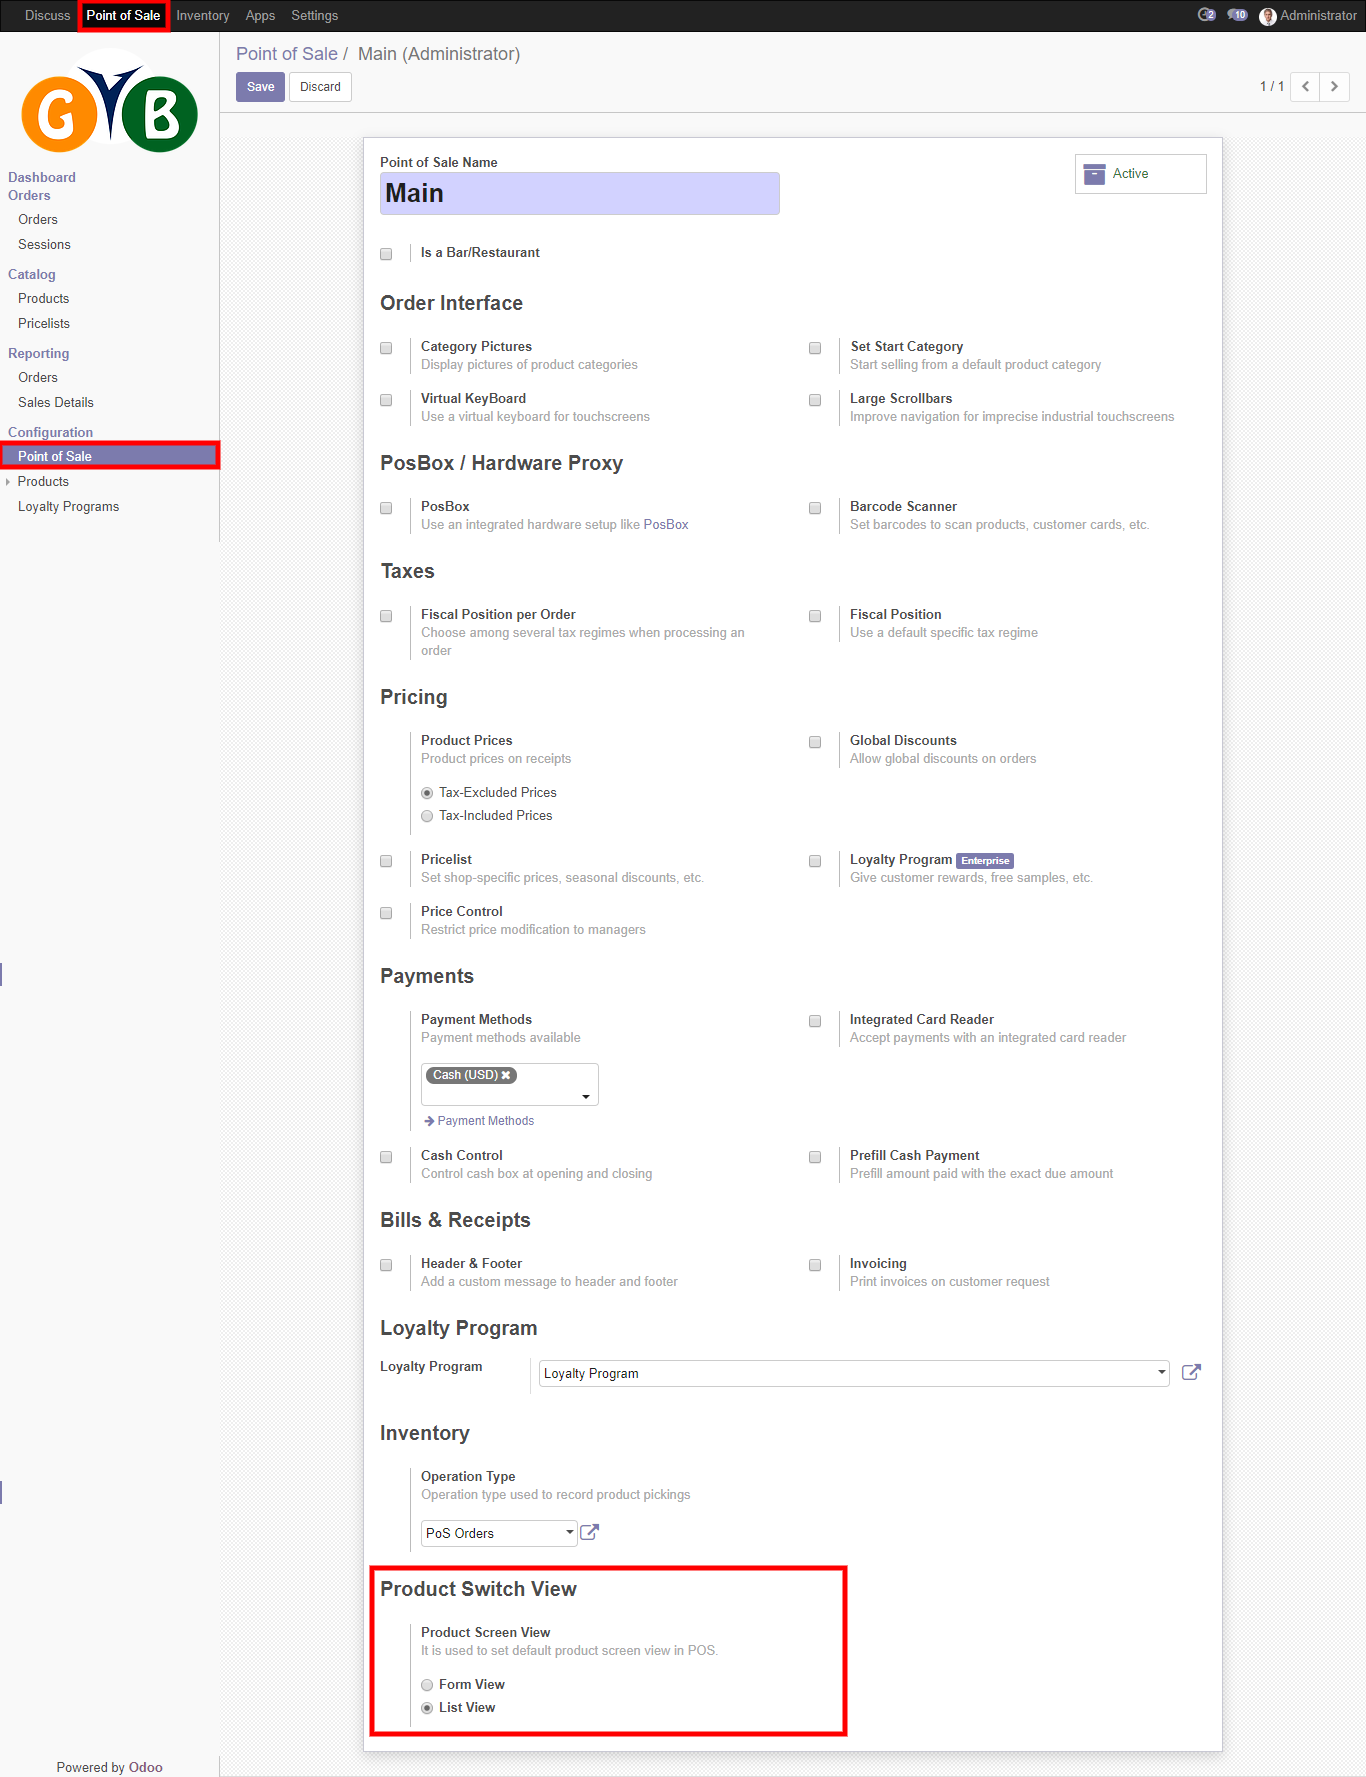 Discuss Point of Sale Inventory Apps Settings 2 10 Administrator
GYB
Dashboard
Orders
Orders
Sessions
Catalog
Products
Pricelists
Reporting
Orders
Sales Details
Configuration
Point of Sale
Products
Loyalty Programs
Powered by Odoo
Point of Sale / Main (Administrator)
Save Discard 1 / 1
Point of Sale Name
Main
Active
Is a Bar/Restaurant
Order Interface
Category Pictures
Display pictures of product categories
Set Start Category
Start selling from a default product category
Virtual KeyBoard
Use a virtual keyboard for touchscreens
Large Scrollbars
Improve navigation for imprecise industrial touchscreens
PosBox / Hardware Proxy
PosBox
Use an integrated hardware setup like PosBox
Barcode Scanner
Set barcodes to scan products, customer cards, etc.
Taxes
Fiscal Position per Order
Choose among several tax regimes when processing an
order
Fiscal Position
Use a default specific tax regime
Pricing
Product Prices
Product prices on receipts
Tax-Excluded Prices
Tax-Included Prices
Global Discounts
Allow global discounts on orders
Pricelist
Set shop-specific prices, seasonal discounts, etc.
Loyalty Program Enterprise
Give customer rewards, free samples, etc.
Price Control
Restrict price modification to managers
Payments
Payment Methods
Payment methods available
Cash (USD)
Payment Methods
Integrated Card Reader
Accept payments with an integrated card reader
Cash Control
Control cash box at opening and closing
Prefill Cash Payment
Prefill amount paid with the exact due amount
Bills & Receipts
Header & Footer
Add a custom message to header and footer
Invoicing
Print invoices on customer request
Loyalty Program
Loyalty Program Loyalty Program
Inventory
Operation Type
Operation type used to record product pickings
PoS Orders
Product Switch View
Product Screen View
It is used to set default product screen view in POS.
Form View
List View